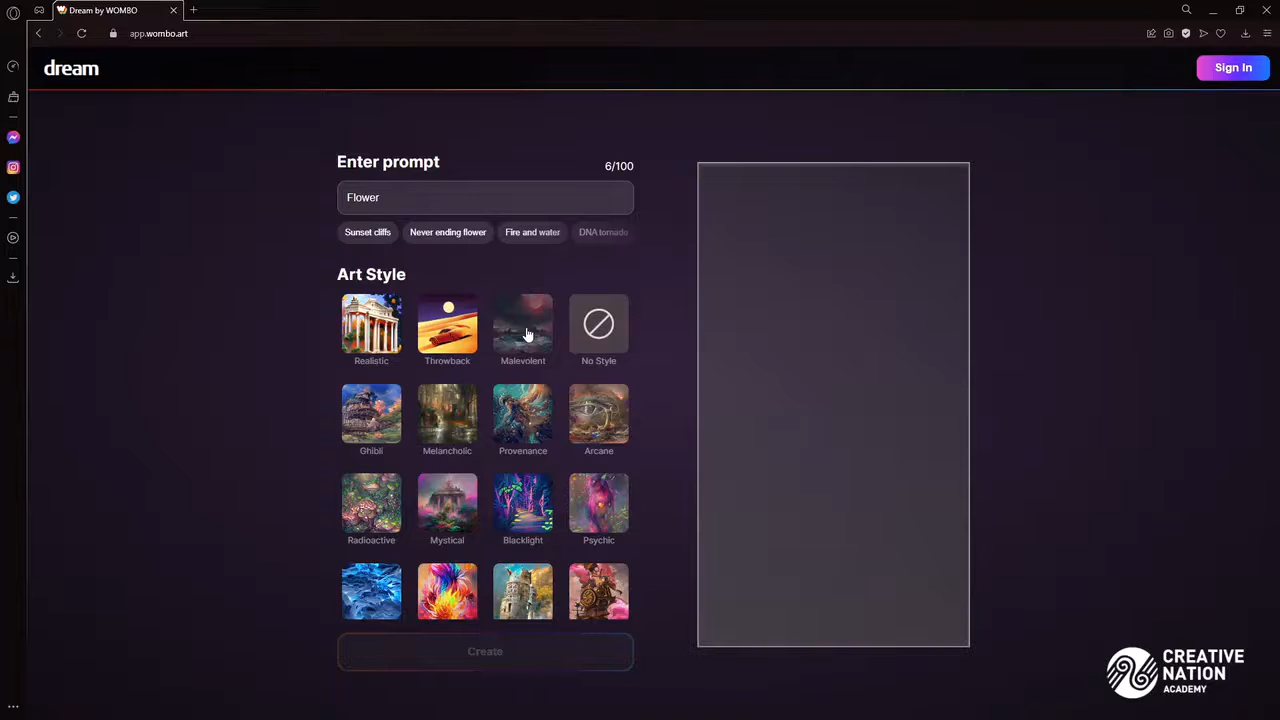 Dream by WOMBO
app.wombo.art
dream
Sign In
Enter prompt
6/100
Flower
Sunset cliffs
Never ending flower
Fire and water
DNA tornado
Art Style
Realistic
Throwback
Malevolent
No Style
Ghibli
Melancholic
Provenance
Arcane
Radioactive
Mystical
Blacklight
Psychic
Create
CREATIVE
NATION
ACADEMY